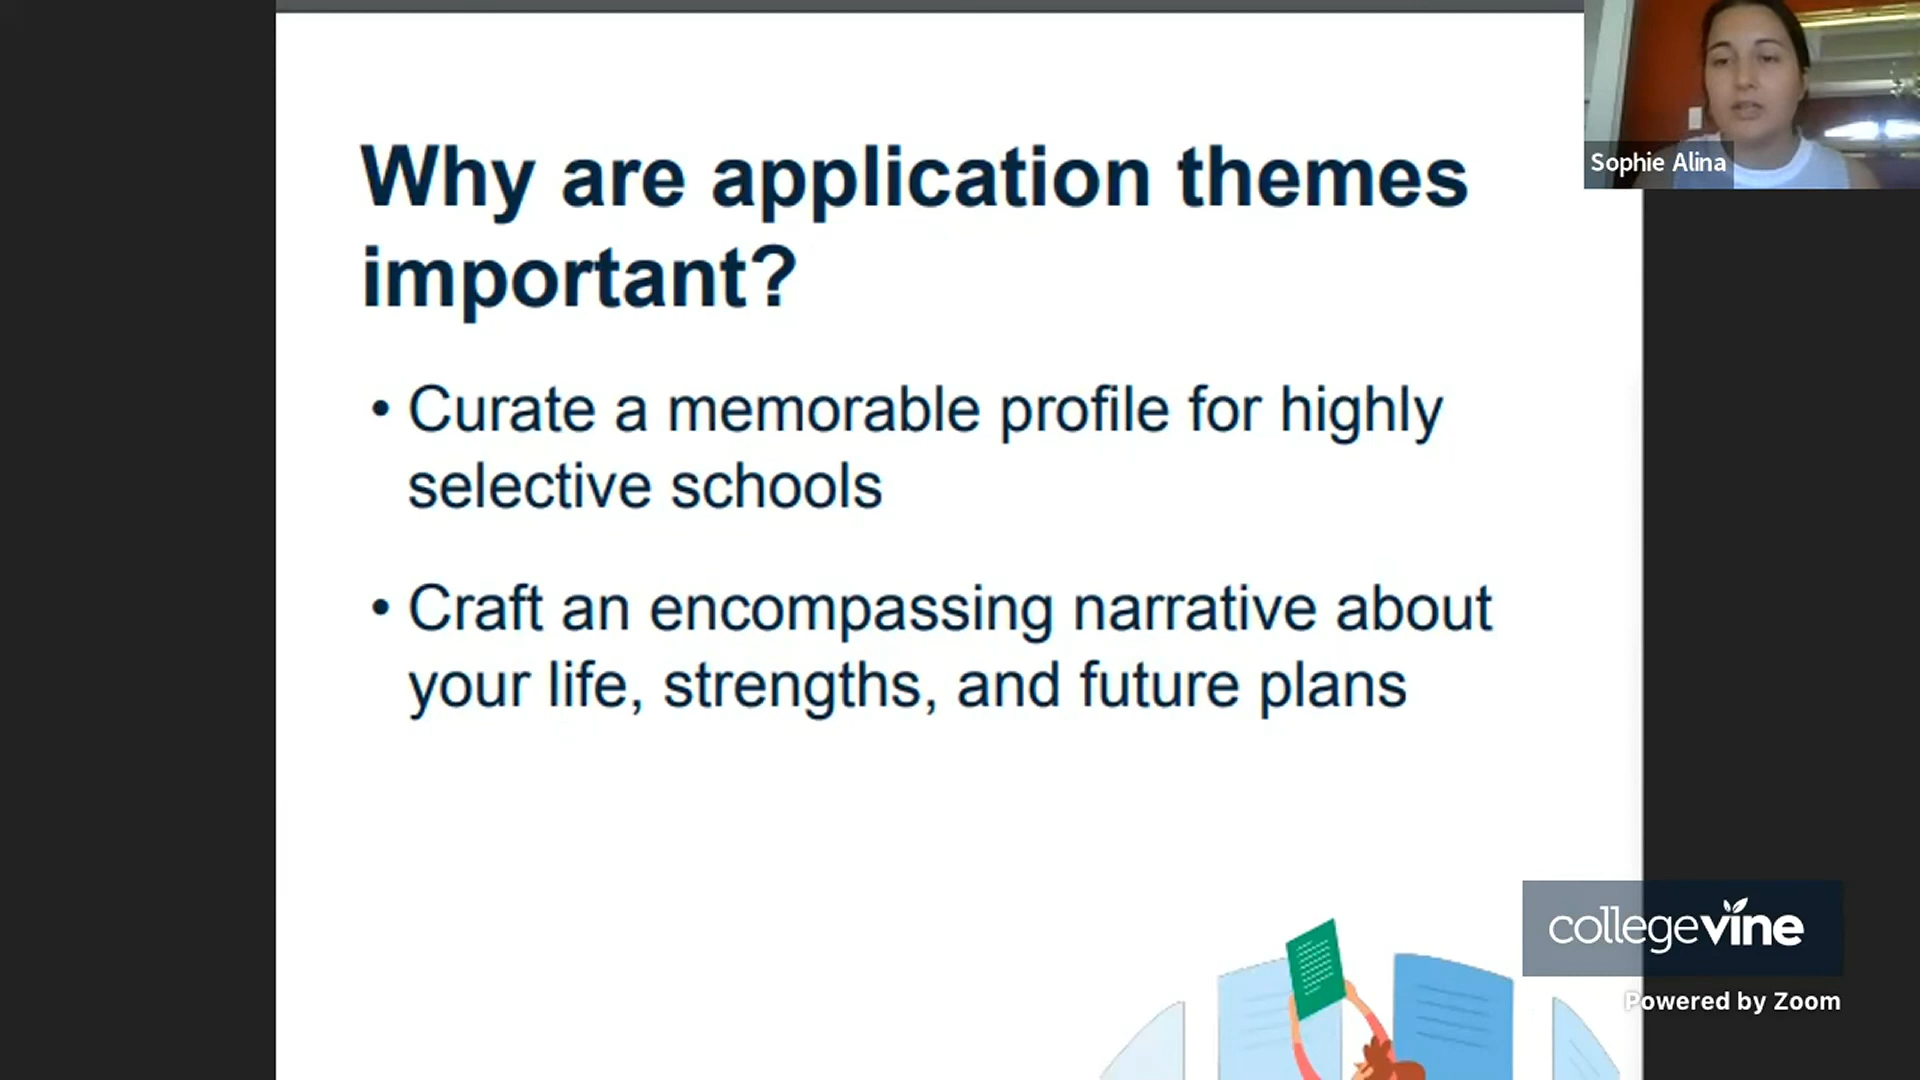 Why are application themes
important?
• Curate a memorable profile for highly
selective schools
• Craft an encompassing narrative about
your life, strengths, and future plans
Sophie Alina
collegevine
Powered by Zoom